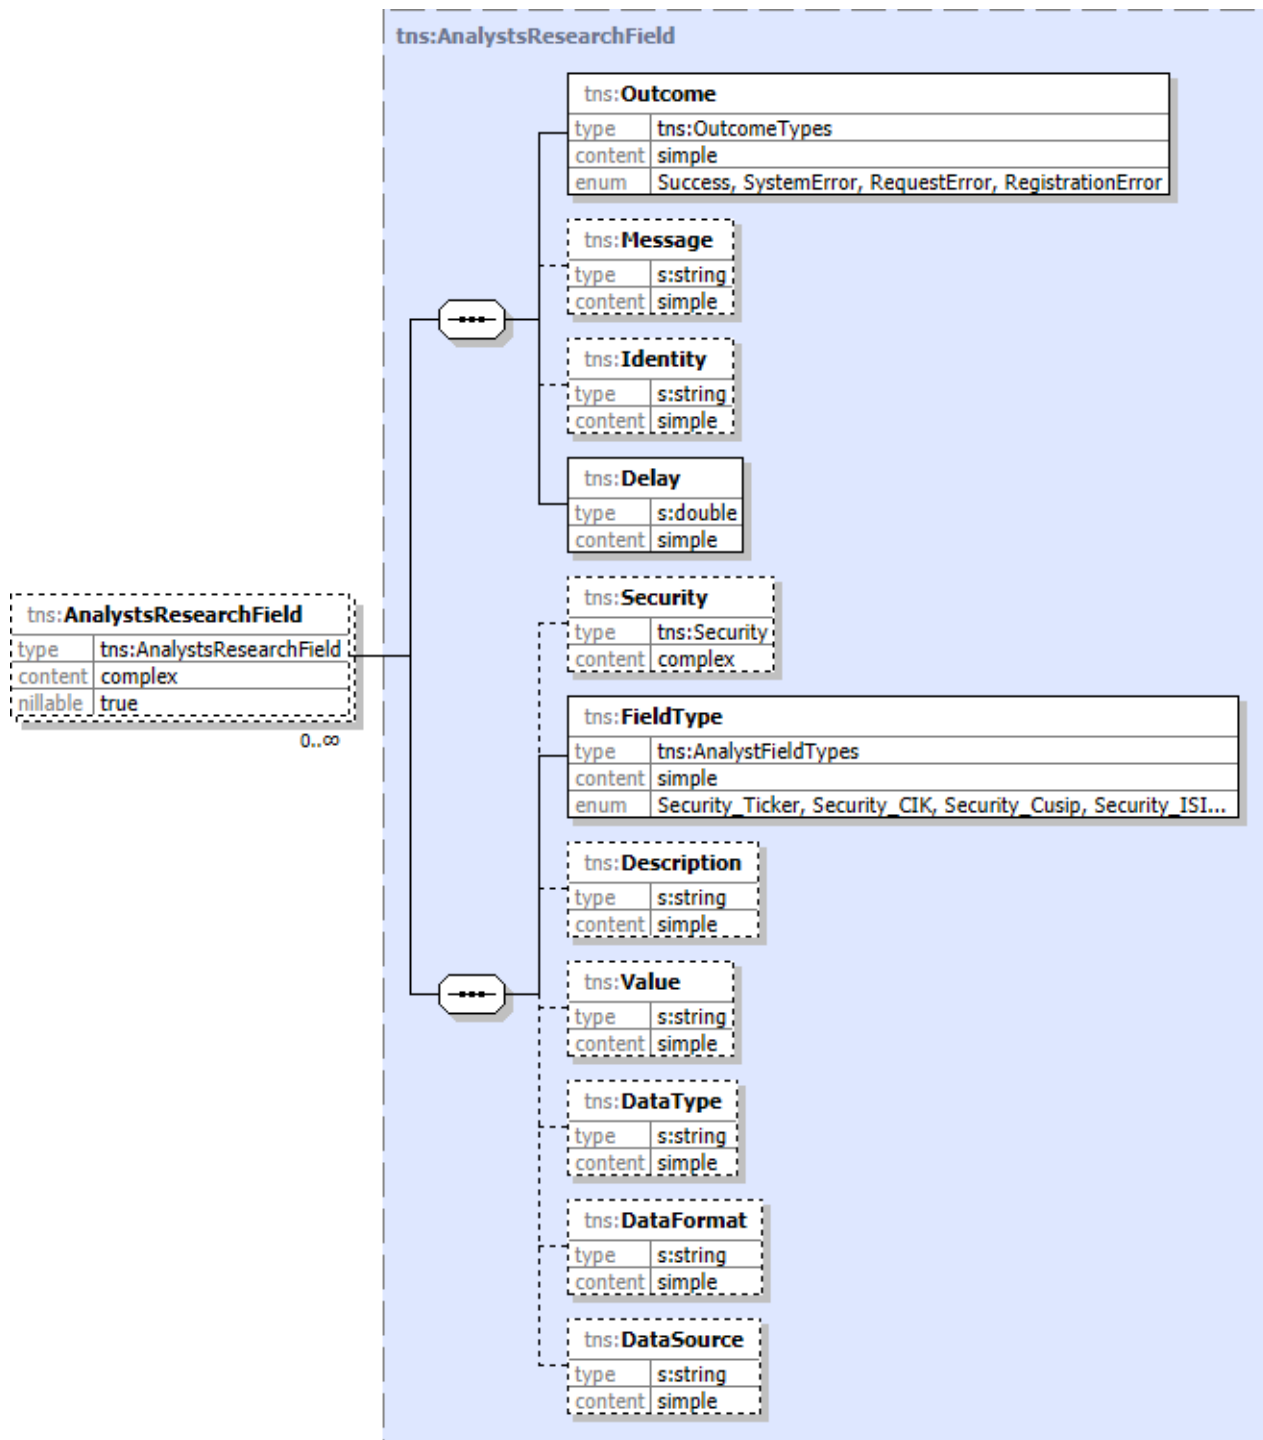 tns:AnalystsResearchField
tns:Outcome
type tns:OutcomeTypes
content simple
enum Success, SystemError, RequestError, RegistrationError
tns:Message
type s:string
content simple
tns:Identity
type s:string
content simple
tns:Delay
type s:double
content simple
tns:AnalystsResearchField
type tns:AnalystsResearchField
content complex
nillable true
0..∞
tns:Security
type tns:Security
content complex
tns:FieldType
type tns:AnalystFieldTypes
content simple
enum Security_Ticker, Security_CIK, Security_Cusip, Security_ISI...
tns:Description
type s:string
content simple
tns:Value
type s:string
content simple
tns:DataType
type s:string
content simple
tns:DataFormat
type s:string
content simple
tns:DataSource
type s:string
content simple